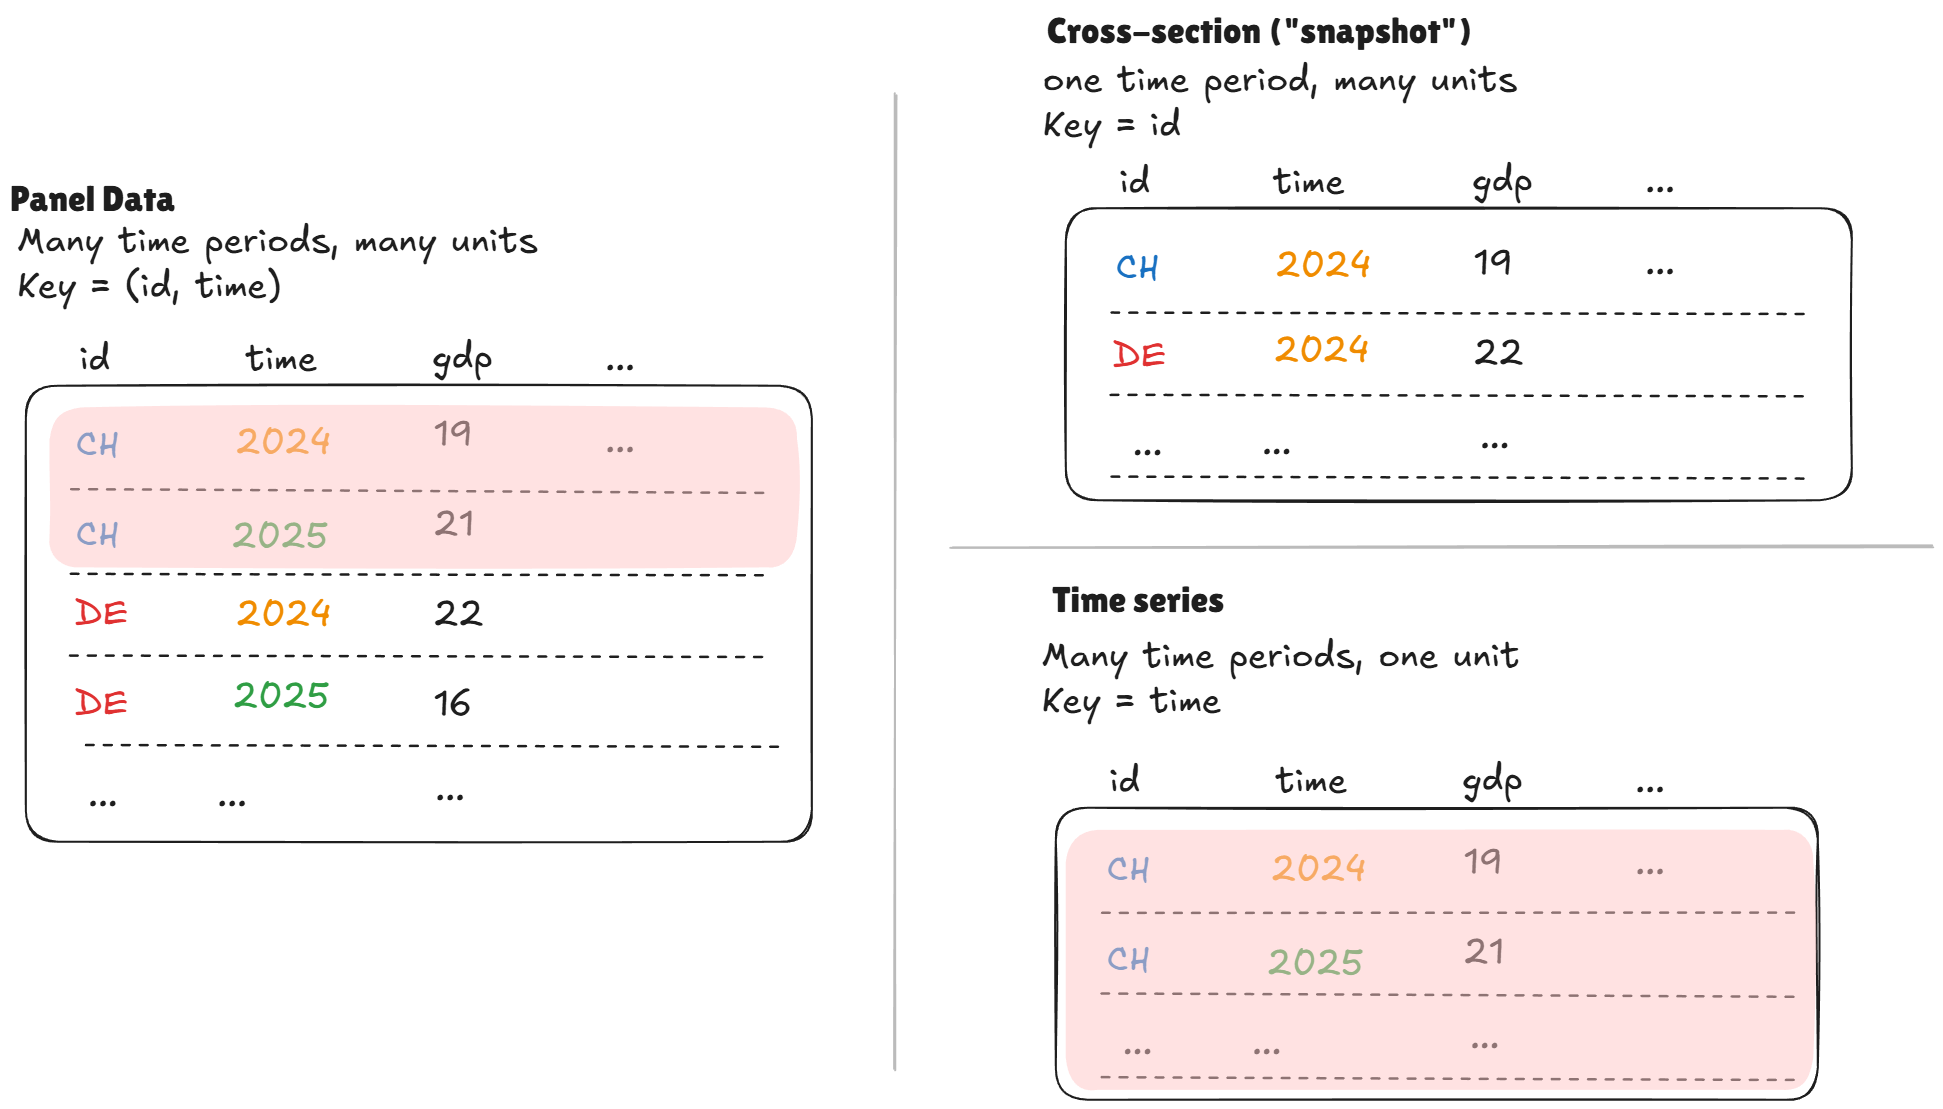 Panel Data
Many time periods, many units
Key = (id, time)
id time gdp ...
CH 2024 19 ...
CH 2025 21
DE 2024 22
DE 2025 16
... ... ...
Cross-section ("snapshot")
one time period, many units
Key = id
id time gdp ...
CH 2024 19 ...
DE 2024 22
... ... ...
Time series
Many time periods, one unit
Key = time
id time gdp ...
CH 2024 19 ...
CH 2025 21
... ... ...